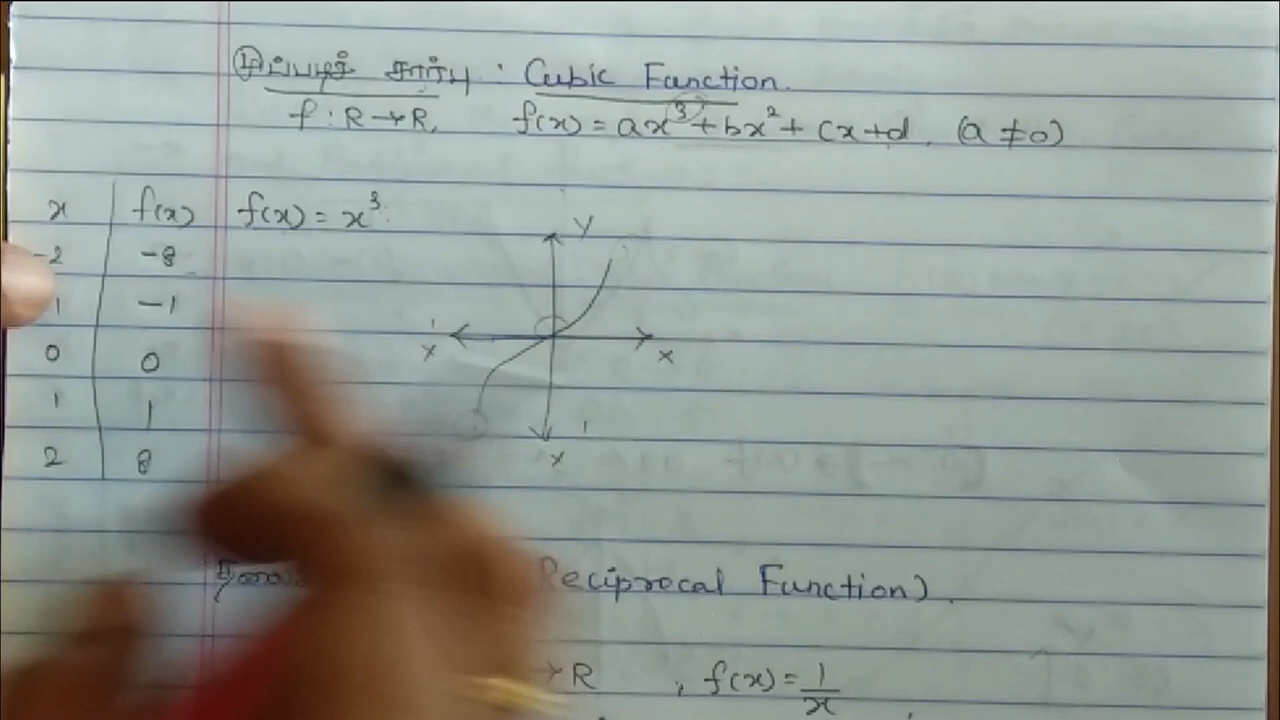 முப்படிச் சார்பு : Cubic Function.
f : R→R, f(x) = ax³ + bx² + cx + d, (a ≠ 0)
x f(x) f(x) = x³.
-2 -8
1 -1
0 0
1 1
2 8
y
x' x
x'
Reciprocal Function).
→R , f(x) = 1/x